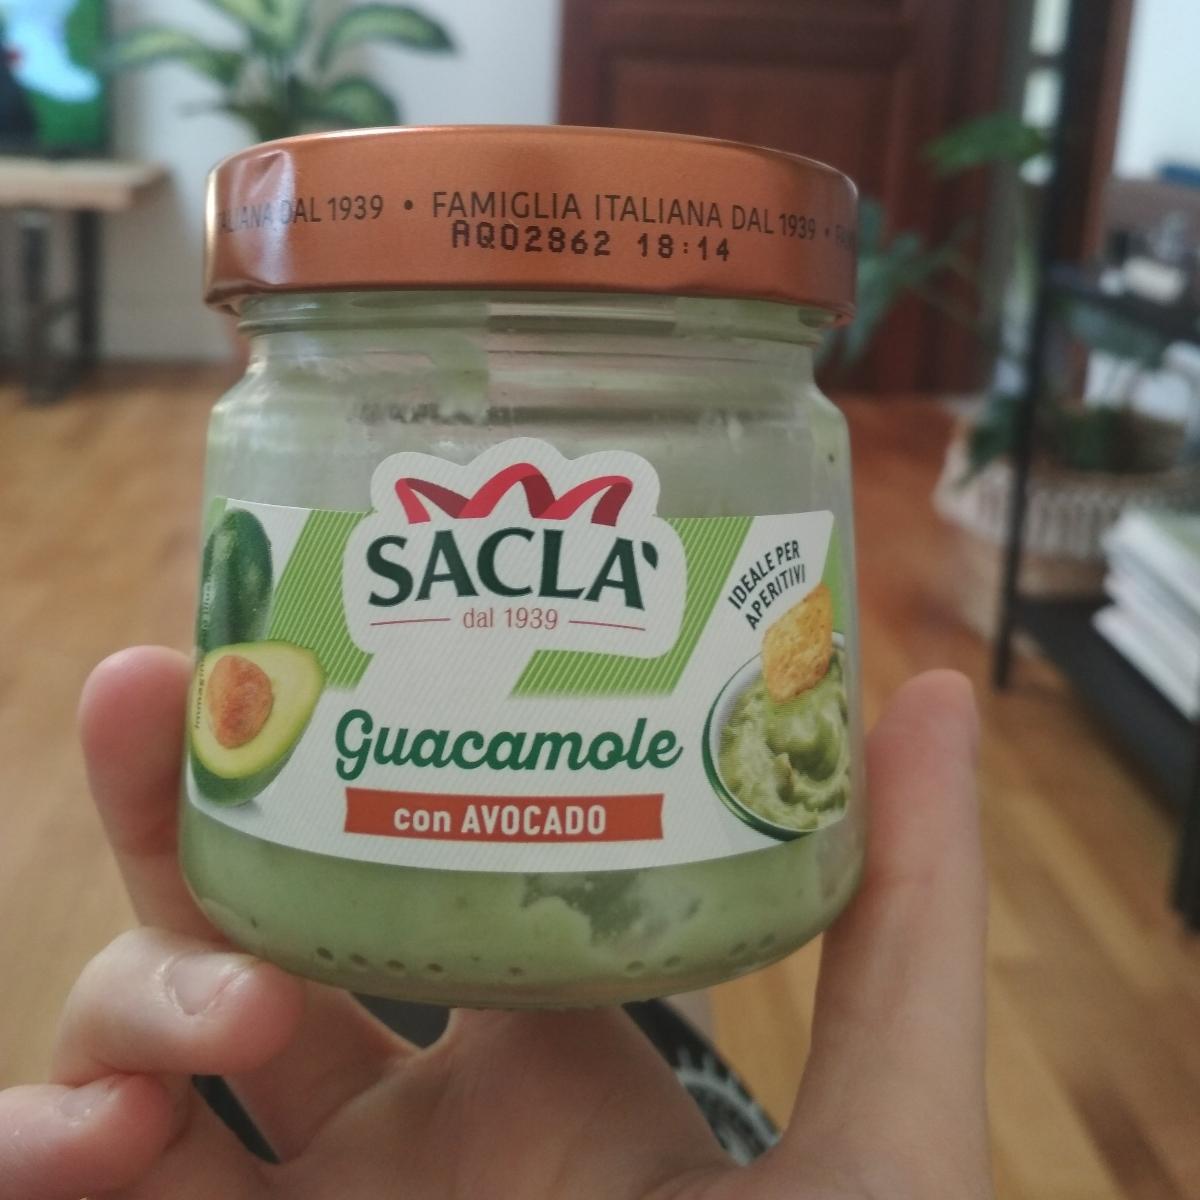 ALIANA DAL 1939 • FAMIGLIA ITALIANA DAL 1939 •
AQ02862 18:14
SACLA'
dal 1939
IDEALE PER
APERITIVI
Guacamole
con AVOCADO